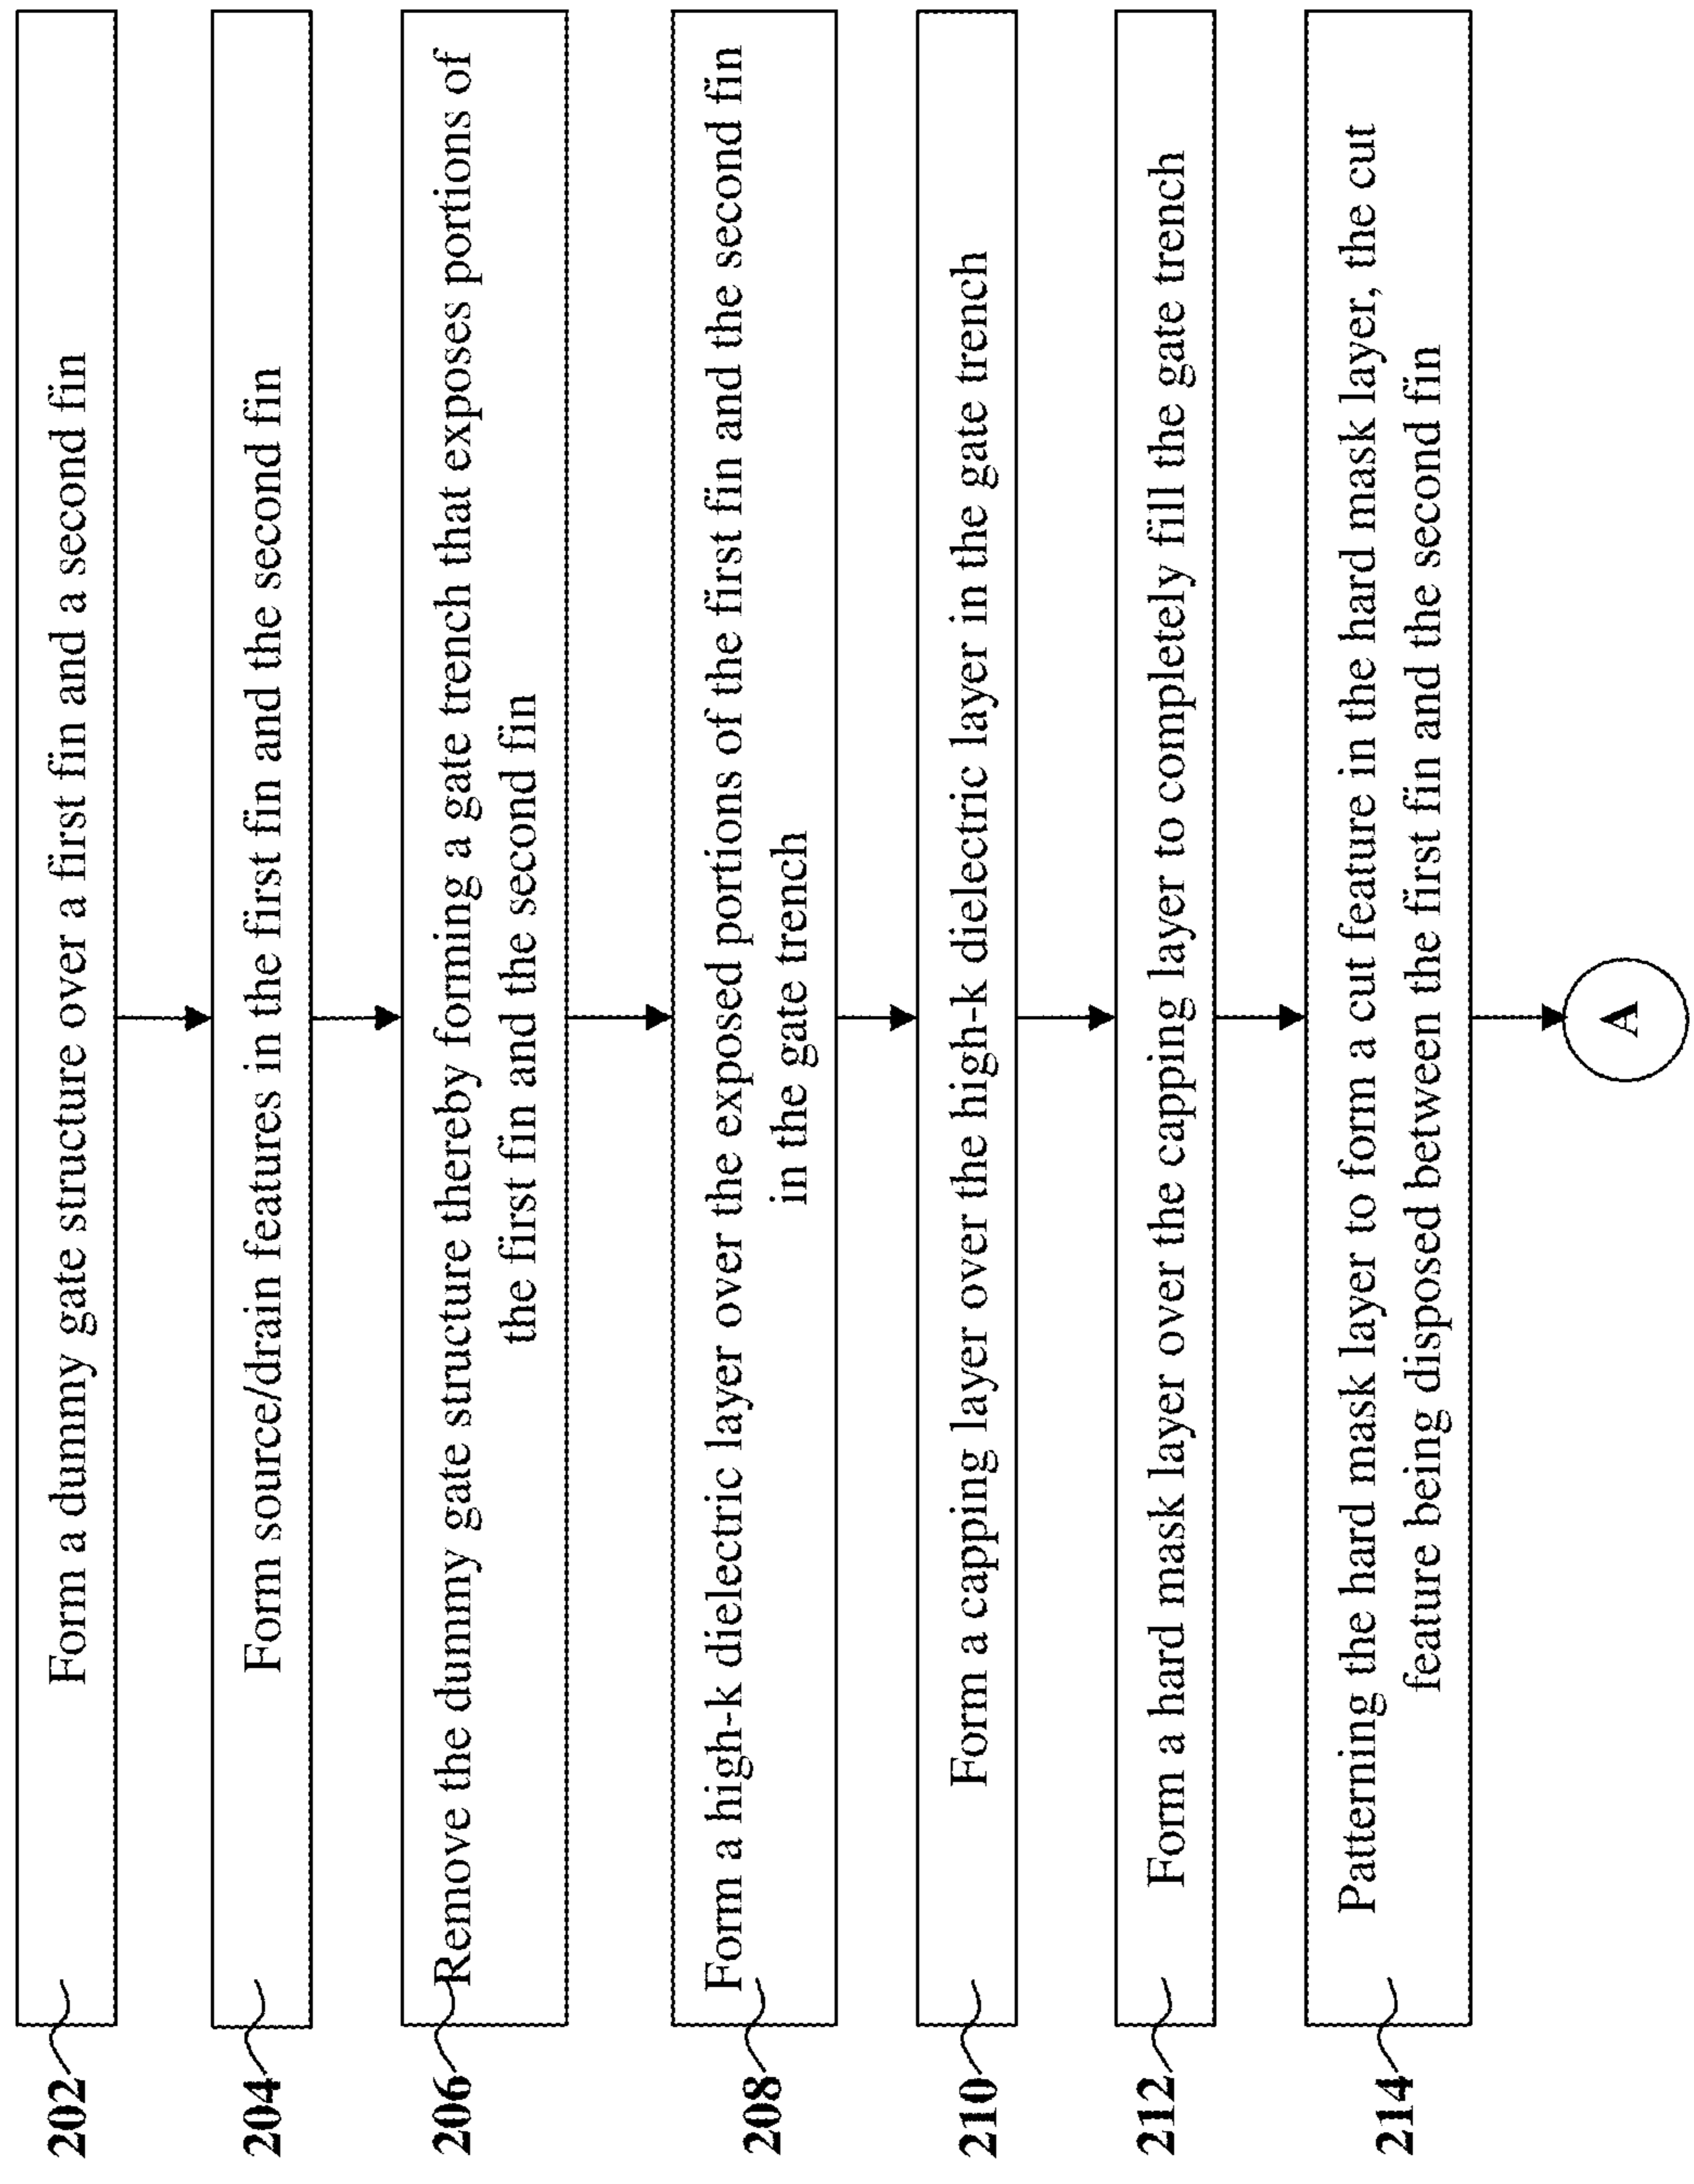 202
Form a dummy gate structure over a first fin and a second fin
204
Form source/drain features in the first fin and the second fin
206
Remove the dummy gate structure thereby forming a gate trench that exposes portions of
the first fin and the second fin
208
Form a high-k dielectric layer over the exposed portions of the first fin and the second fin
in the gate trench
210
Form a capping layer over the high-k dielectric layer in the gate trench
212
Form a hard mask layer over the capping layer to completely fill the gate trench
214
Patterning the hard mask layer to form a cut feature in the hard mask layer, the cut
feature being disposed between the first fin and the second fin
A